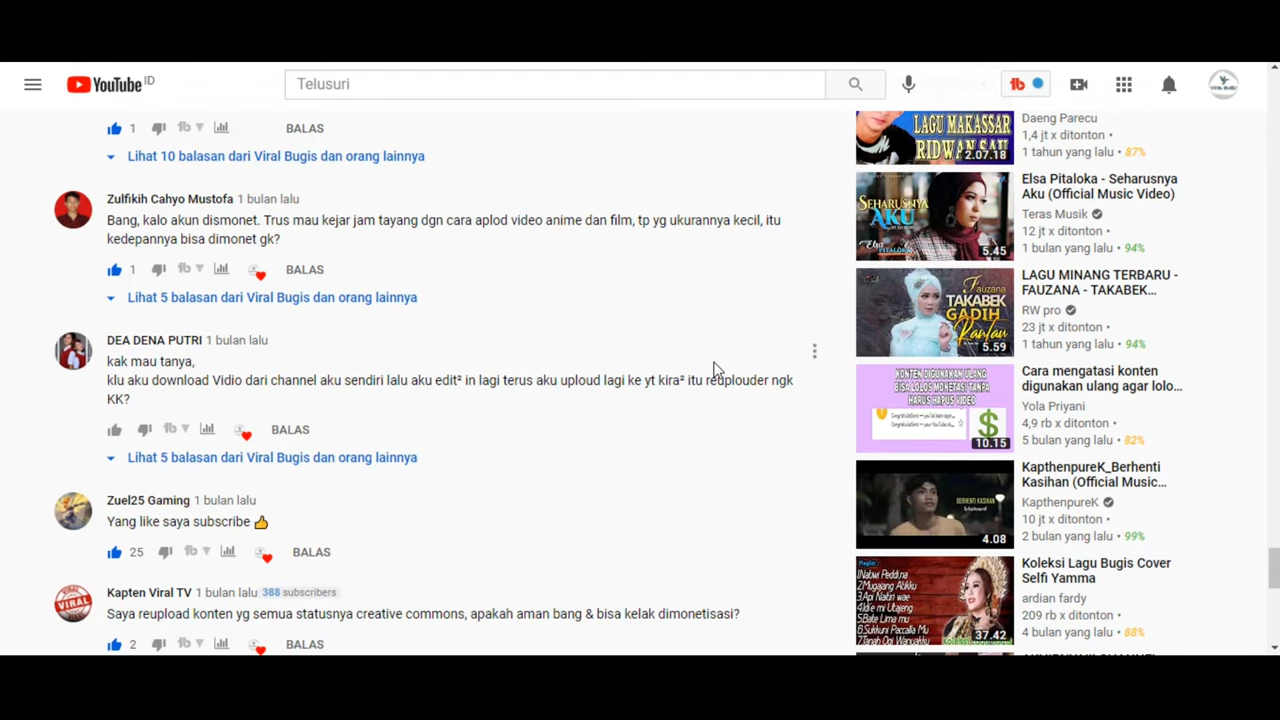 YouTube ID
Telusuri
1 BALAS
Lihat 10 balasan dari Viral Bugis dan orang lainnya
Zulfikih Cahyo Mustofa 1 bulan lalu
Bang, kalo akun dismonet. Trus mau kejar jam tayang dgn cara aplod video anime dan film, tp yg ukurannya kecil, itu
kedepannya bisa dimonet gk?
1 BALAS
Lihat 5 balasan dari Viral Bugis dan orang lainnya
DEA DENA PUTRI 1 bulan lalu
kak mau tanya,
klu aku download Vidio dari channel aku sendiri lalu aku edit² in lagi terus aku uploud lagi ke yt kira² itu reuplouder ngk
KK?
BALAS
Lihat 5 balasan dari Viral Bugis dan orang lainnya
Zuel25 Gaming 1 bulan lalu
Yang like saya subscribe 👍
25 BALAS
Kapten Viral TV 1 bulan lalu 388 subscribers
Saya reupload konten yg semua statusnya creative commons, apakah aman bang & bisa kelak dimonetisasi?
2 BALAS
LAGU MAKASSAR
RIDWAN SAU
2.07.18
Daeng Parecu
1,4 jt x ditonton •
1 tahun yang lalu • 87%
SEHARUSNYA
AKU
Elsa Pitaloka
5.45
Elsa Pitaloka - Seharusnya
Aku (Official Music Video)
Teras Musik
12 jt x ditonton •
1 bulan yang lalu • 94%
Fauzana
TAKABEK
GADIH
Rantau
5.59
LAGU MINANG TERBARU -
FAUZANA - TAKABEK…
RW pro
23 jt x ditonton •
1 bulan yang lalu • 94%
KONTEN DIGUNAKAN ULANG
BISA LOLOS MONETASI TANPA
HARUS HAPUS VIDEO
10.15
Cara mengatasi konten
digunakan ulang agar lolo…
Yola Priyani
4,9 rb x ditonton •
5 bulan yang lalu • 82%
BERHENTI KASIHAN
4.08
KapthenpureK_Berhenti
Kasihan (Official Music…
KapthenpureK
10 jt x ditonton •
2 bulan yang lalu • 99%
Playlist
37.42
Koleksi Lagu Bugis Cover
Selfi Yamma
ardian fardy
209 rb x ditonton •
4 bulan yang lalu • 88%